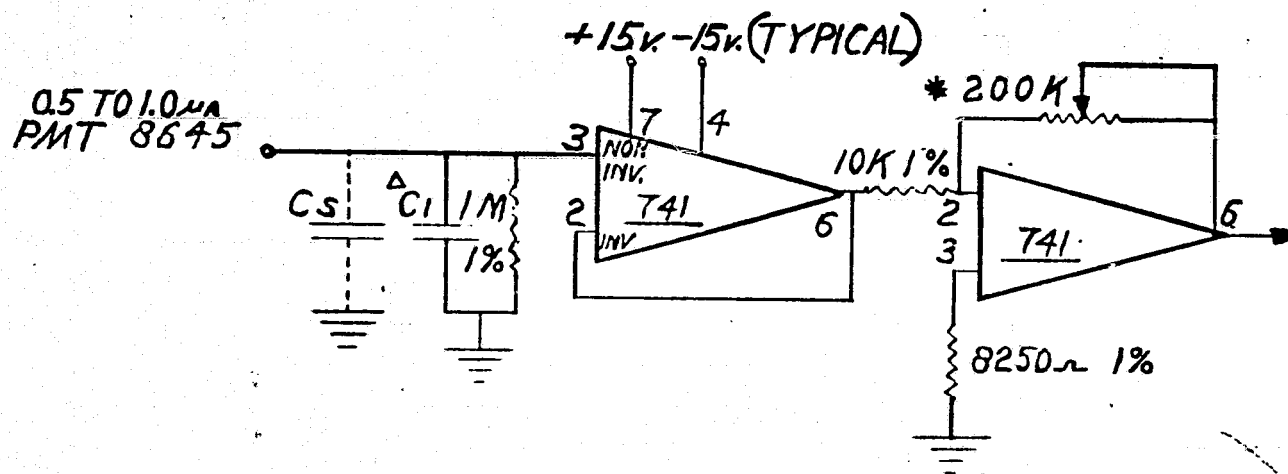 +15v. -15v. (TYPICAL)
0.5 TO 1.0 μA
PMT 8645
* 200K
7
4
3
NON
INV.
741
2
INV
6
10K 1%
2
3
741
6
CS
Δ
C1
1M
1%
8250Ω 1%